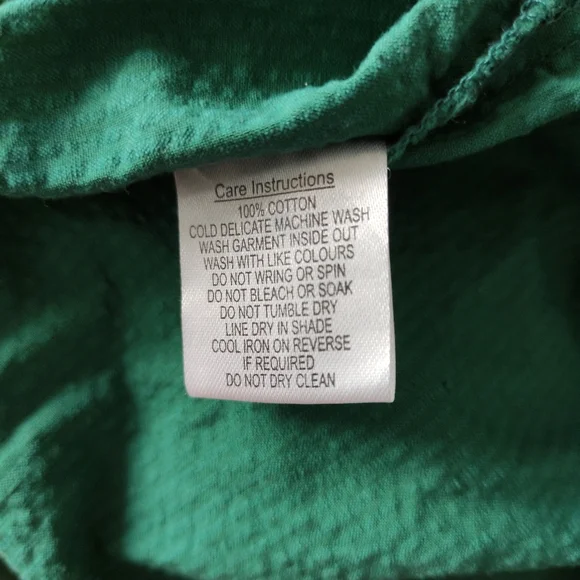 Care Instructions
100% COTTON
COLD DELICATE MACHINE WASH
WASH GARMENT INSIDE OUT
WASH WITH LIKE COLOURS
DO NOT WRING OR SPIN
DO NOT BLEACH OR SOAK
DO NOT TUMBLE DRY
LINE DRY IN SHADE
COOL IRON ON REVERSE
IF REQUIRED
DO NOT DRY CLEAN